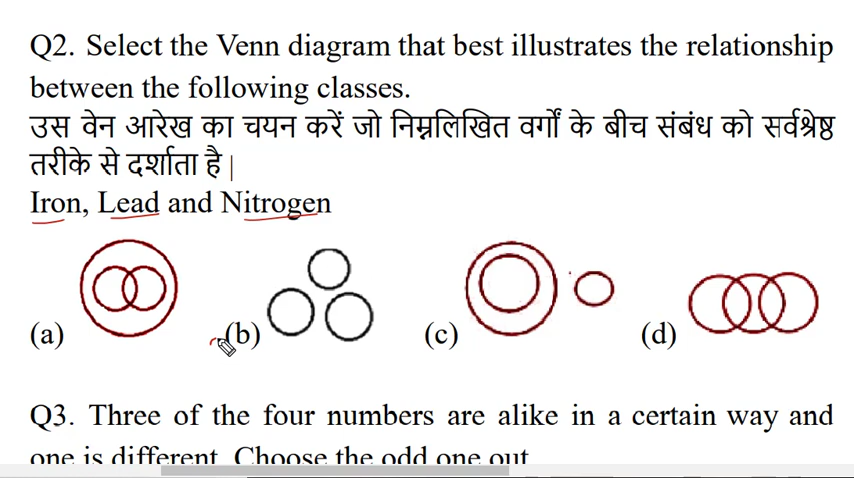 Q2. Select the Venn diagram that best illustrates the relationship
between the following classes.
उस वेन आरेख का चयन करें जो निम्नलिखित वर्गों के बीच संबंध को सर्वश्रेष्ठ
तरीके से दर्शाता है |
Iron, Lead and Nitrogen
(a) (b) (c) (d)
Q3. Three of the four numbers are alike in a certain way and
one is different. Choose the odd one out